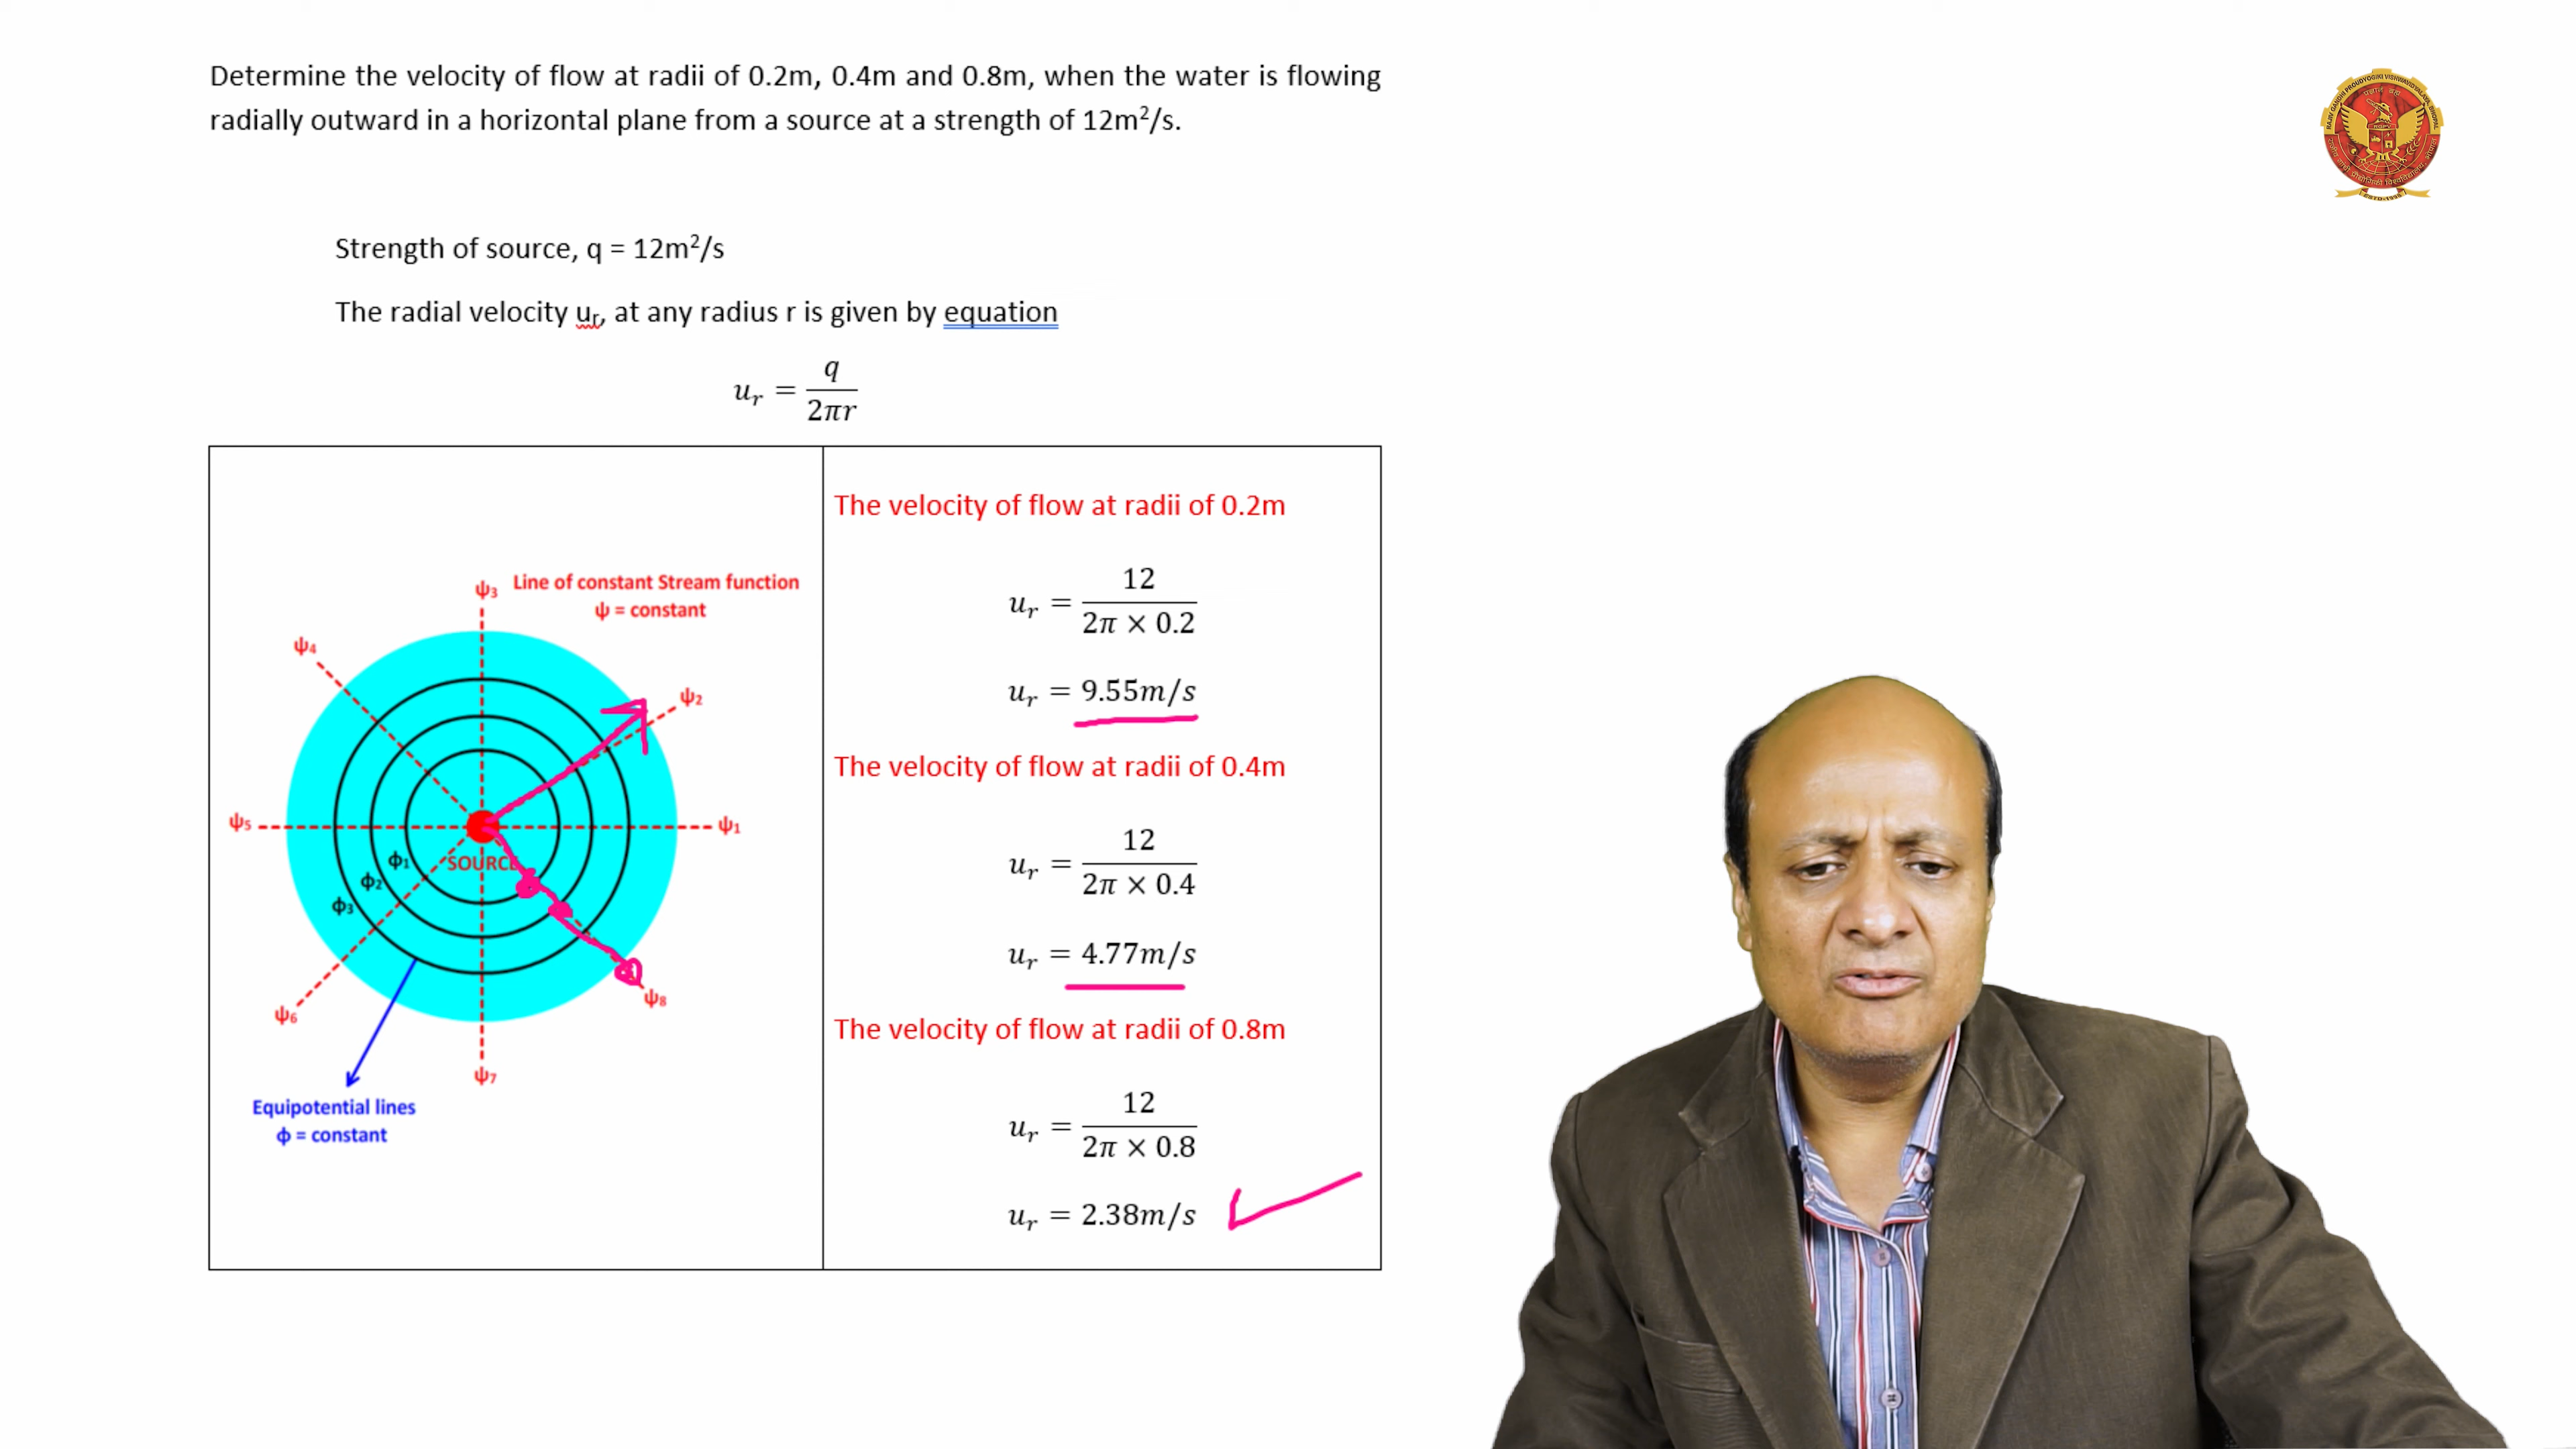 Determine the velocity of flow at radii of 0.2m, 0.4m and 0.8m, when the water is flowing
radially outward in a horizontal plane from a source at a strength of 12m²/s.
Strength of source, q = 12m²/s
The radial velocity uᵣ, at any radius r is given by equation
uᵣ = q / 2πr
Line of constant Stream function
ψ = constant
ψ₃
ψ₄
ψ₂
ψ₅
ψ₁
SOURCE
ϕ₁
ϕ₂
ϕ₃
ψ₆
ψ₈
ψ₇
Equipotential lines
ϕ = constant
The velocity of flow at radii of 0.2m
uᵣ = 12 / 2π × 0.2
uᵣ = 9.55m/s
The velocity of flow at radii of 0.4m
uᵣ = 12 / 2π × 0.4
uᵣ = 4.77m/s
The velocity of flow at radii of 0.8m
uᵣ = 12 / 2π × 0.8
uᵣ = 2.38m/s